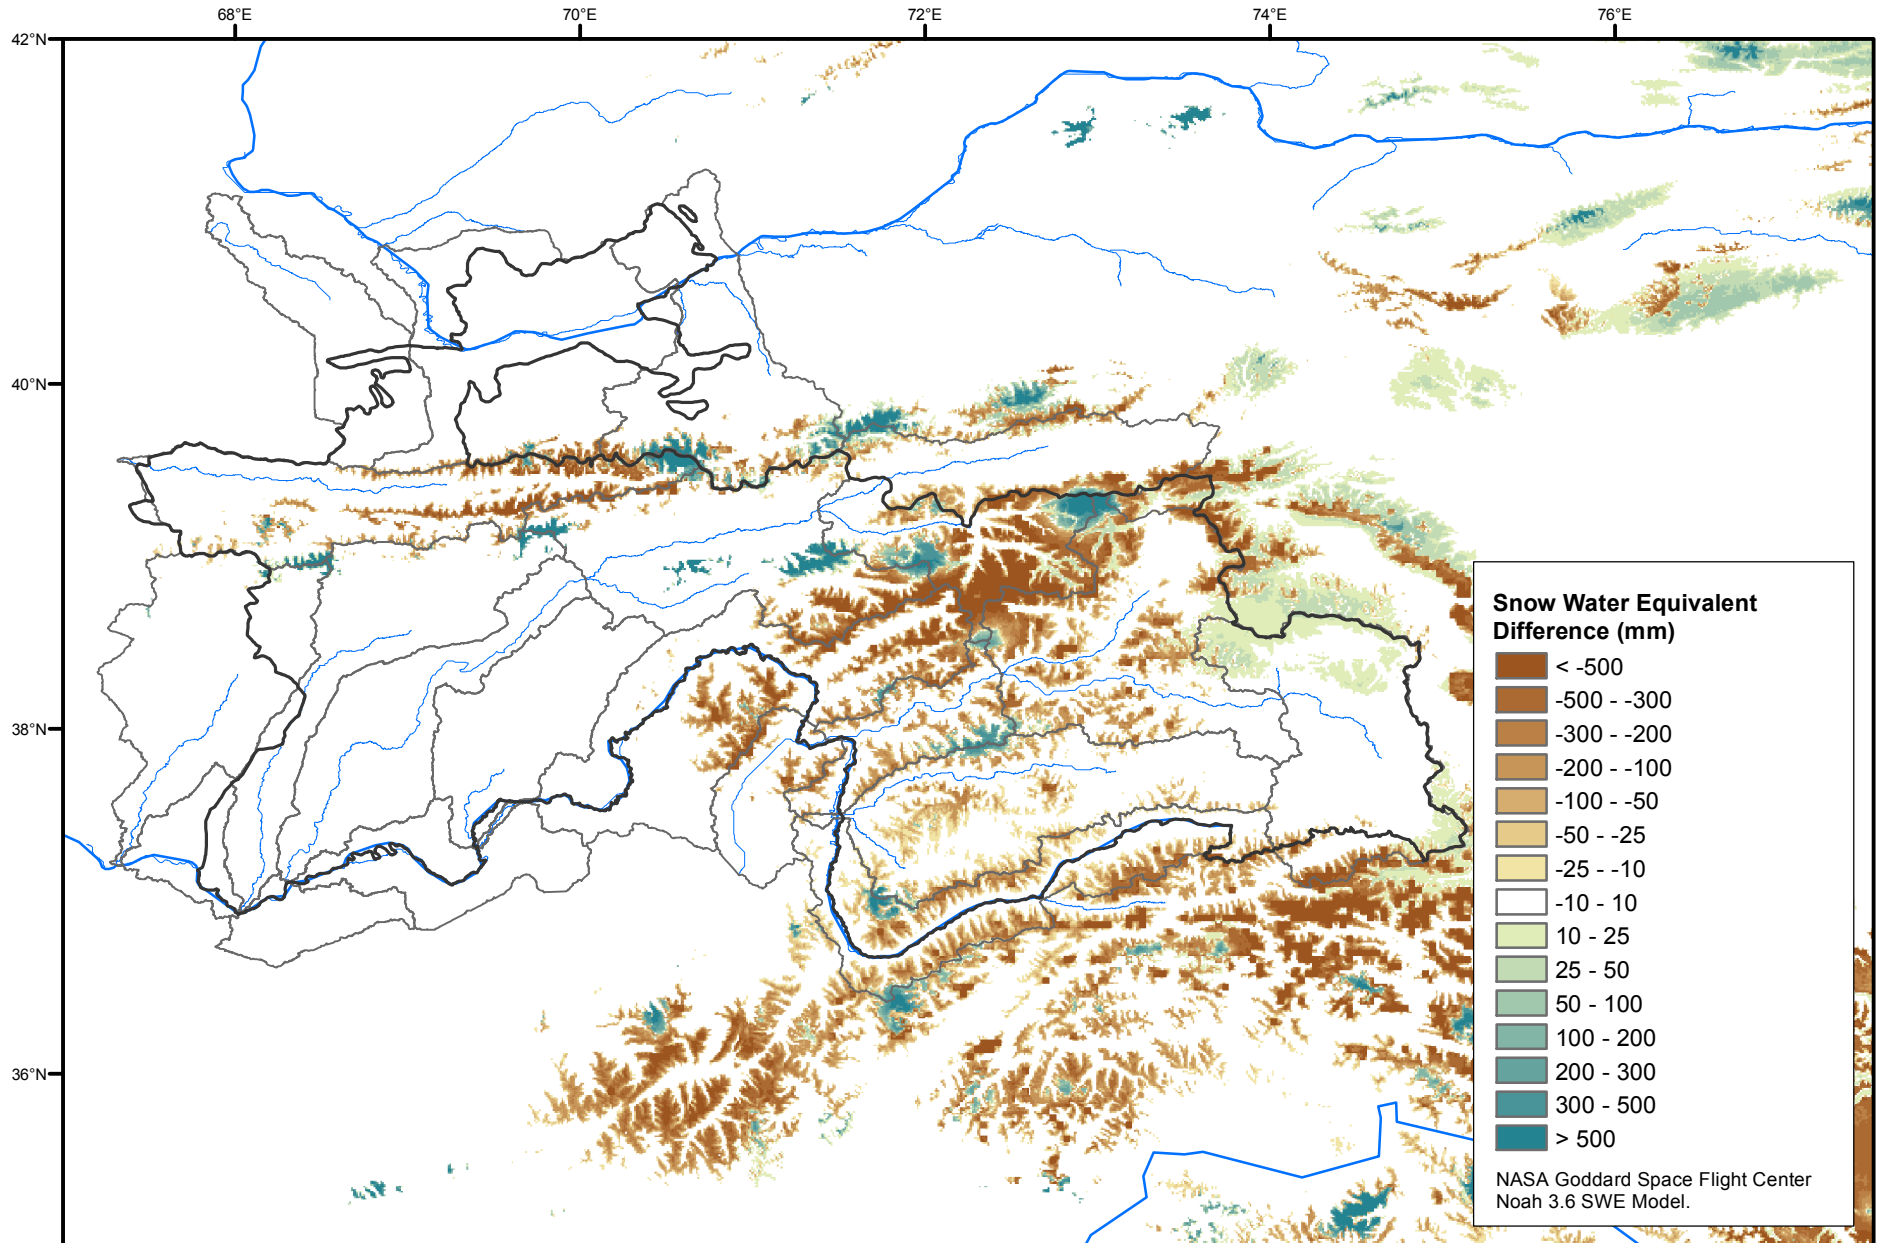 68°E
70°E
72°E
74°E
76°E
42°N
40°N
38°N
36°N
Snow Water Equivalent
Difference (mm)
< -500
-500 - -300
-300 - -200
-200 - -100
-100 - -50
-50 - -25
-25 - -10
-10 - 10
10 - 25
25 - 50
50 - 100
100 - 200
200 - 300
300 - 500
> 500
NASA Goddard Space Flight Center
Noah 3.6 SWE Model.